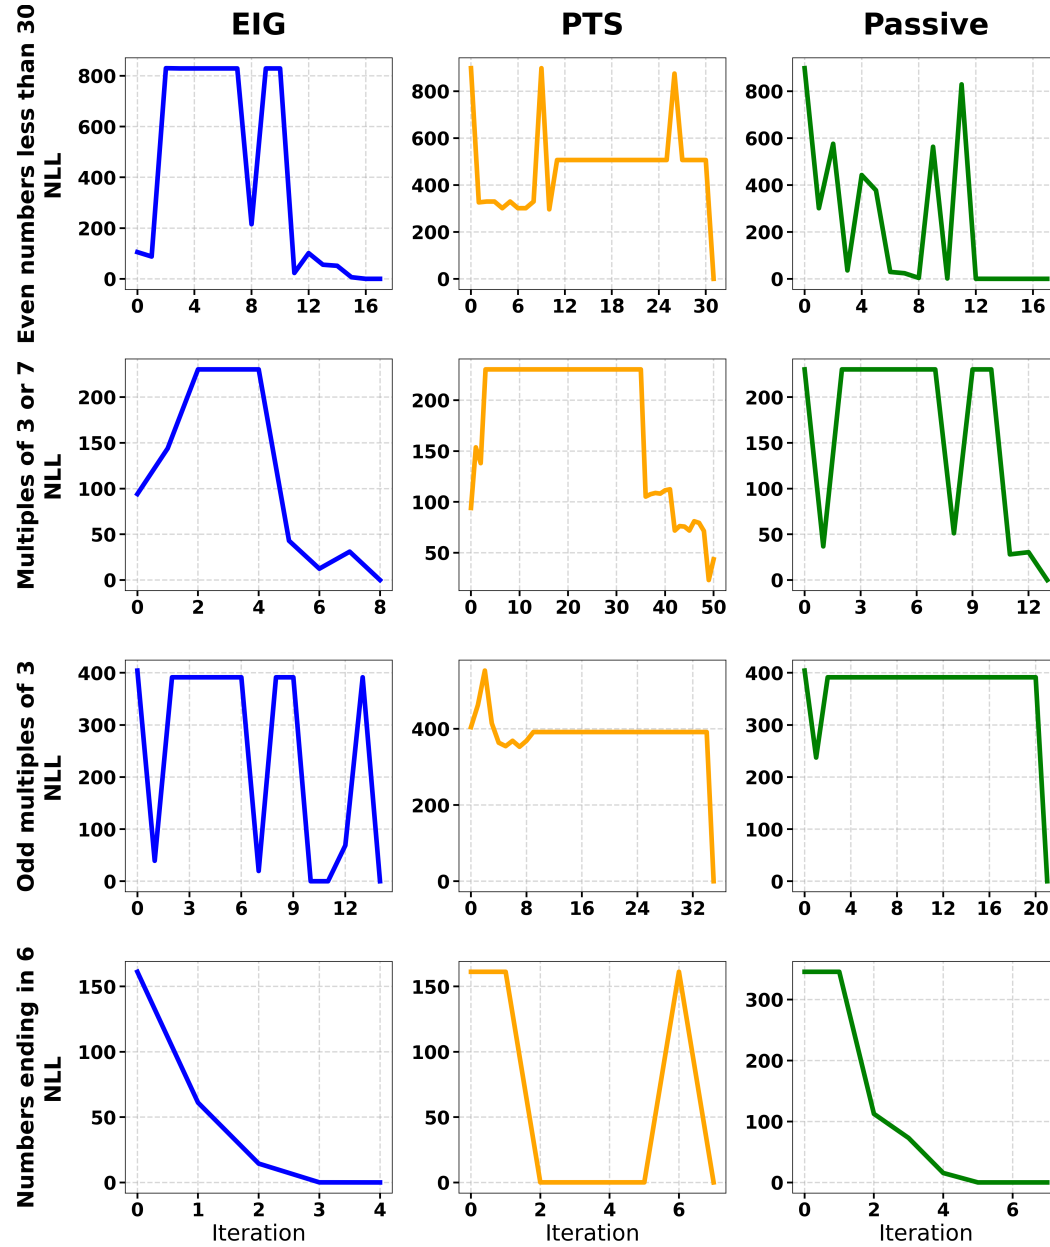 EIG PTS Passive
Even numbers less than 30
NLL
800
600
400
200
0
0 4 8 12 16
800
600
400
200
0
0 6 12 18 24 30
800
600
400
200
0
0 4 8 12 16
Multiples of 3 or 7
NLL
200
150
100
50
0
0 2 4 6 8
200
150
100
50
0 10 20 30 40 50
200
150
100
50
0
0 3 6 9 12
Odd multiples of 3
NLL
400
300
200
100
0
0 3 6 9 12
400
200
0
0 8 16 24 32
400
300
200
100
0
0 4 8 12 16 20
Numbers ending in 6
NLL
150
100
50
0
0 1 2 3 4
Iteration
150
100
50
0
0 2 4 6
Iteration
300
200
100
0
0 2 4 6
Iteration